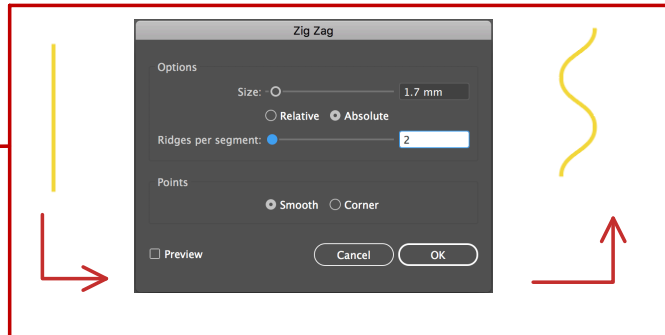 Zig Zag
Options
Size: 1.7 mm
Relative Absolute
Ridges per segment: 2
Points
Smooth Corner
Preview Cancel OK